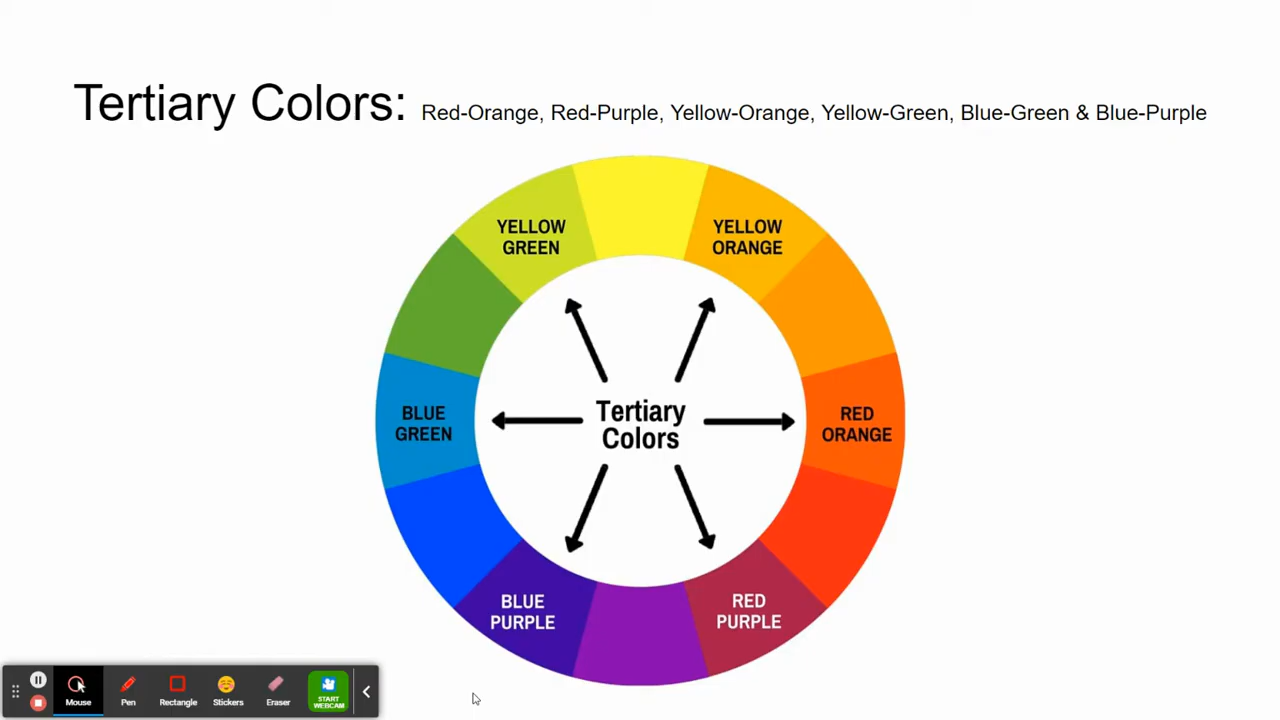 Tertiary Colors: Red-Orange, Red-Purple, Yellow-Orange, Yellow-Green, Blue-Green & Blue-Purple
YELLOW
GREEN
YELLOW
ORANGE
BLUE
GREEN
Tertiary
Colors
RED
ORANGE
BLUE
PURPLE
RED
PURPLE
Mouse
Pen
Rectangle
Stickers
Eraser
START
WEBCAM